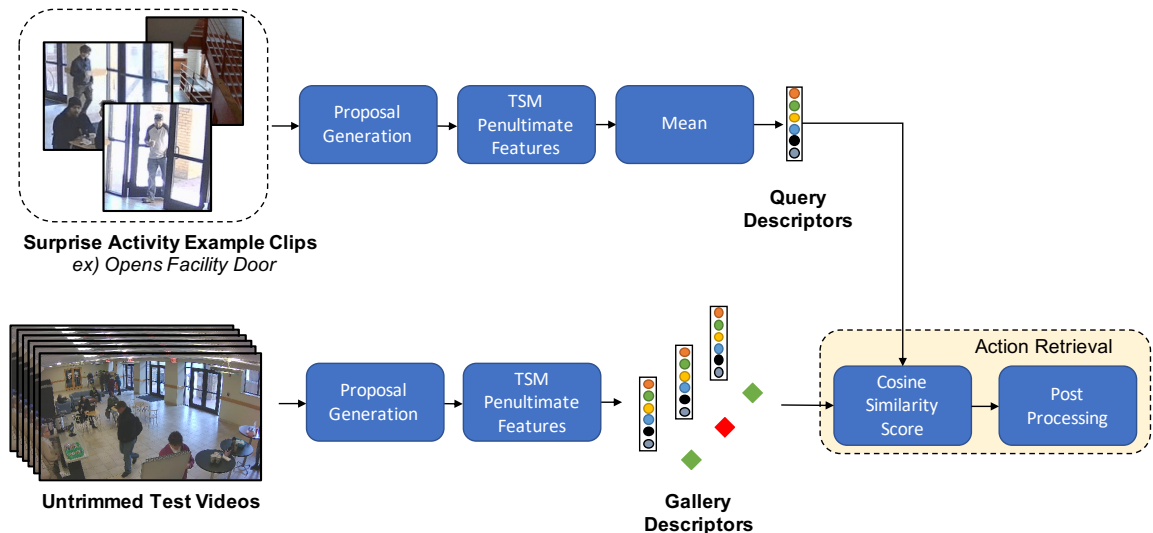 Proposal
Generation
TSM
Penultimate
Features
Mean
Query
Descriptors
Surprise Activity Example Clips
ex) Opens Facility Door
Action Retrieval
Proposal
Generation
TSM
Penultimate
Features
Cosine
Similarity
Score
Post
Processing
Untrimmed Test Videos
Gallery
Descriptors